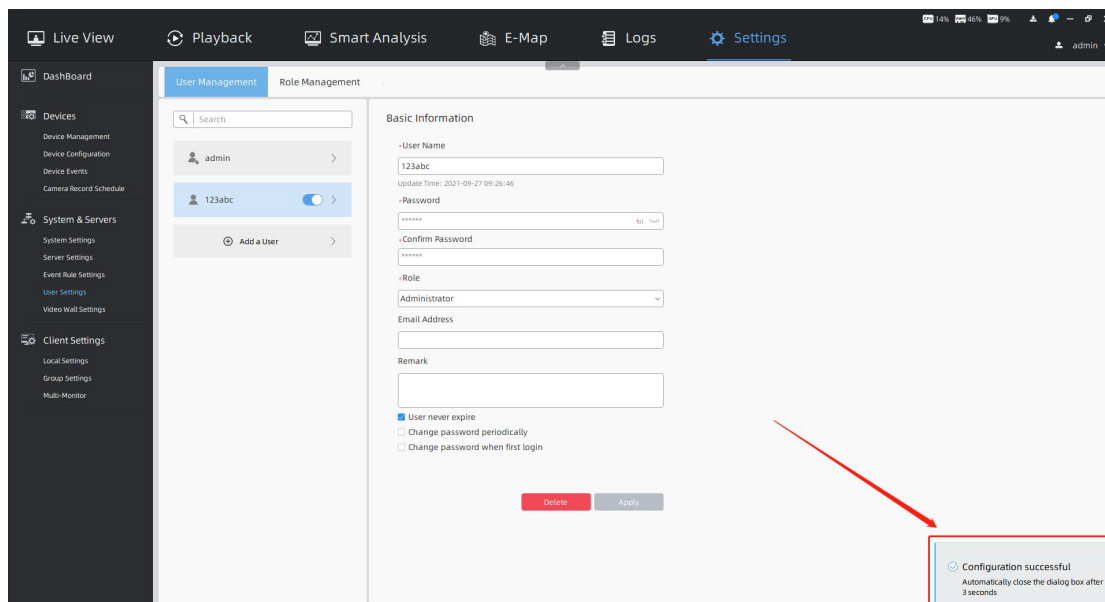 CPU 14% RAM 46% GPU 9%
Live View Playback Smart Analysis E-Map Logs Settings
admin
DashBoard
User Management Role Management
Devices
Device Management
Device Configuration
Device Events
Camera Record Schedule
System & Servers
System Settings
Server Settings
Event Rule Settings
User Settings
Video Wall Settings
Client Settings
Local Settings
Group Settings
Multi-Monitor
Search
admin
123abc
Add a User
Basic Information
*User Name
123abc
Update Time: 2021-09-27 09:26:46
*Password
******
*Confirm Password
******
*Role
Administrator
Email Address
Remark
User never expire
Change password periodically
Change password when first login
Delete Apply
Configuration successful
Automatically close the dialog box after
3 seconds